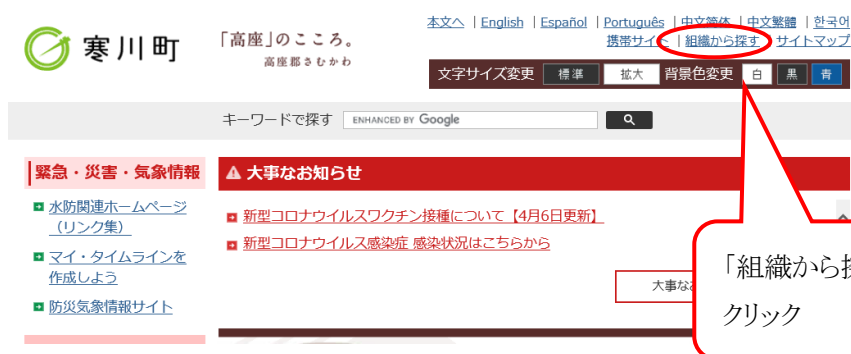 本文へ | English | Español | Português | 中文简体 | 中文繁體 | 한국어
寒川町
「高座」のこころ。
携帯サイト | 組織から探す | サイトマップ
高座郡さむかわ
文字サイズ変更 標準 拡大 背景色変更 白 黒 青
キーワードで探す ENHANCED BY Google
緊急・災害・気象情報
大事なお知らせ
水防関連ホームページ
（リンク集）
新型コロナウイルスワクチン接種について【4月6日更新】
新型コロナウイルス感染症 感染状況はこちらから
マイ・タイムラインを
作成しよう
防災気象情報サイト
大事な
「組織から探
クリック